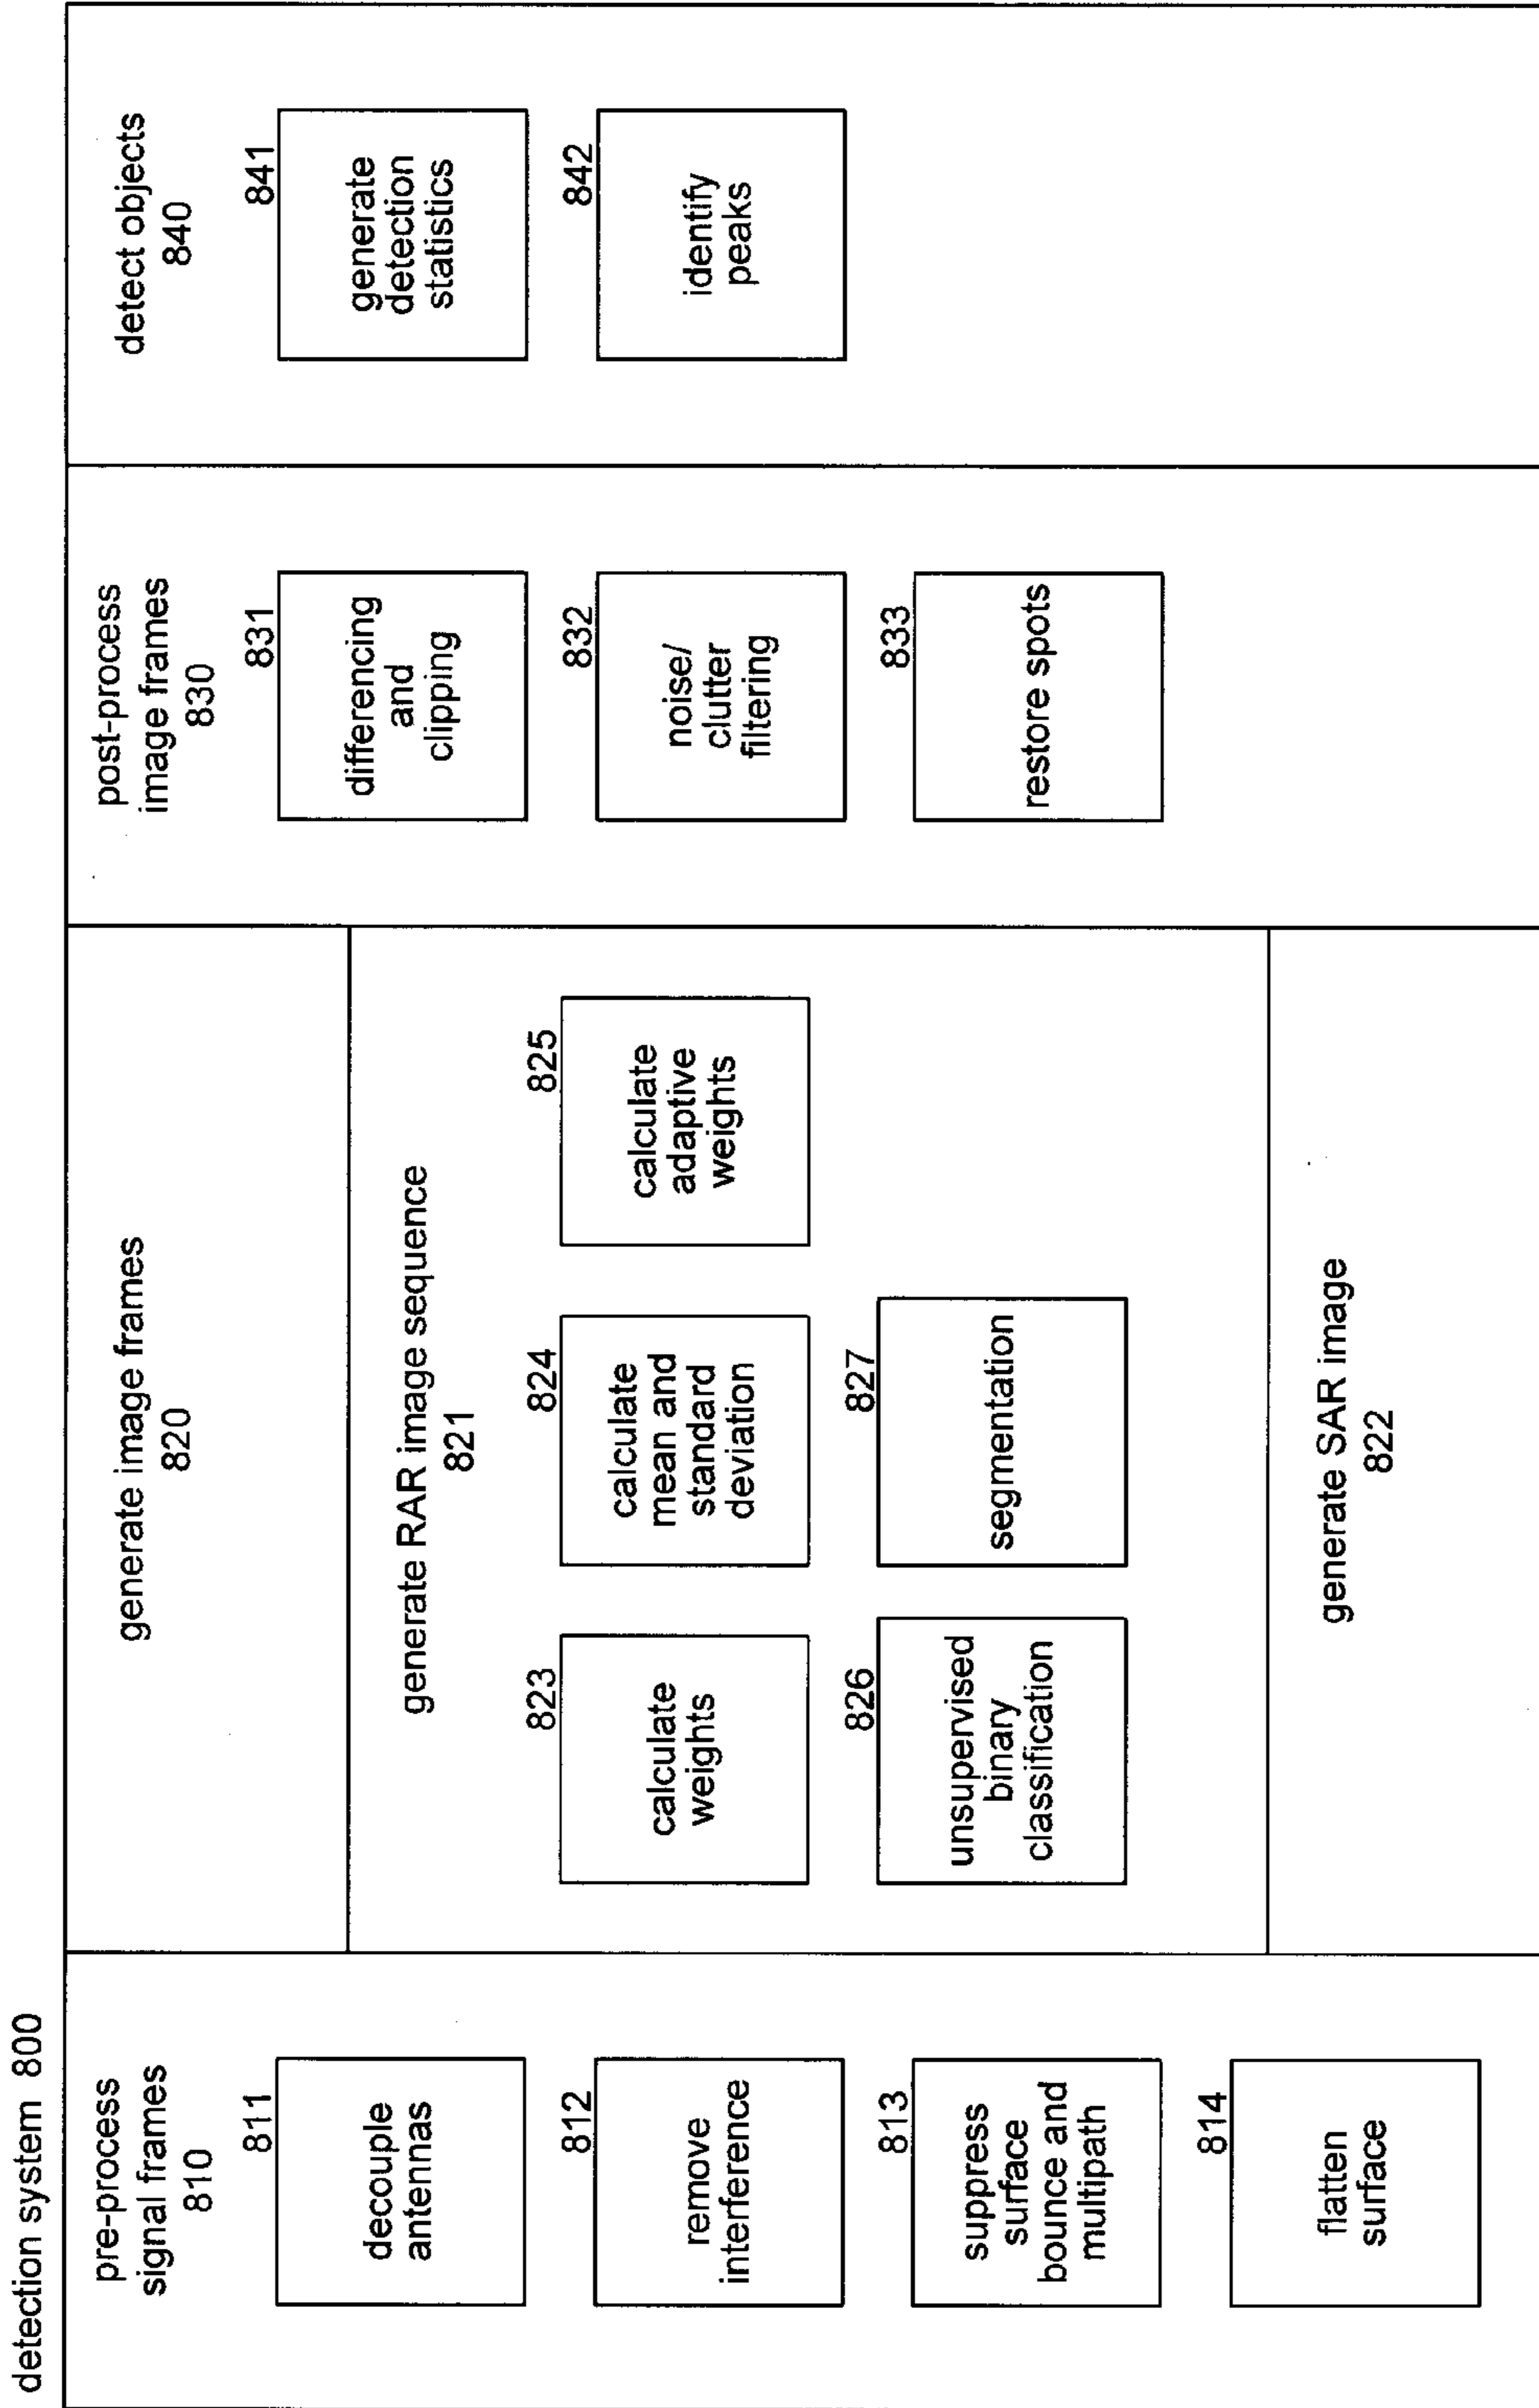 detection system 800
pre-process
signal frames
810
811
decouple
antennas
812
remove
interference
813
suppress
surface
bounce and
multipath
814
flatten
surface
generate image frames
820
generate RAR image sequence
821
823
calculate
weights
824
calculate
mean and
standard
deviation
825
calculate
adaptive
weights
826
unsupervised
binary
classification
827
segmentation
generate SAR image
822
post-process
image frames
830
831
differencing
and
clipping
832
noise/
clutter
filtering
833
restore spots
detect objects
840
841
generate
detection
statistics
842
identify
peaks